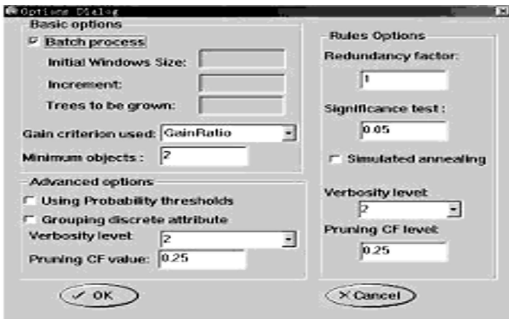 Options Dialog
Basic options
Batch process
Initial Windows Size:
Increment:
Trees to be grown:
Gain criterion used: GainRatio
Minimum objects : 2
Advanced options
Using Probability thresholds
Grouping discrete attribute
Verbosity level: 2
Pruning CF value: 0.25
OK
Rules Options
Redundancy factor:
1
Significance test :
0.05
Simulated annealing
Verbosity level:
2
Pruning CF level:
0.25
Cancel